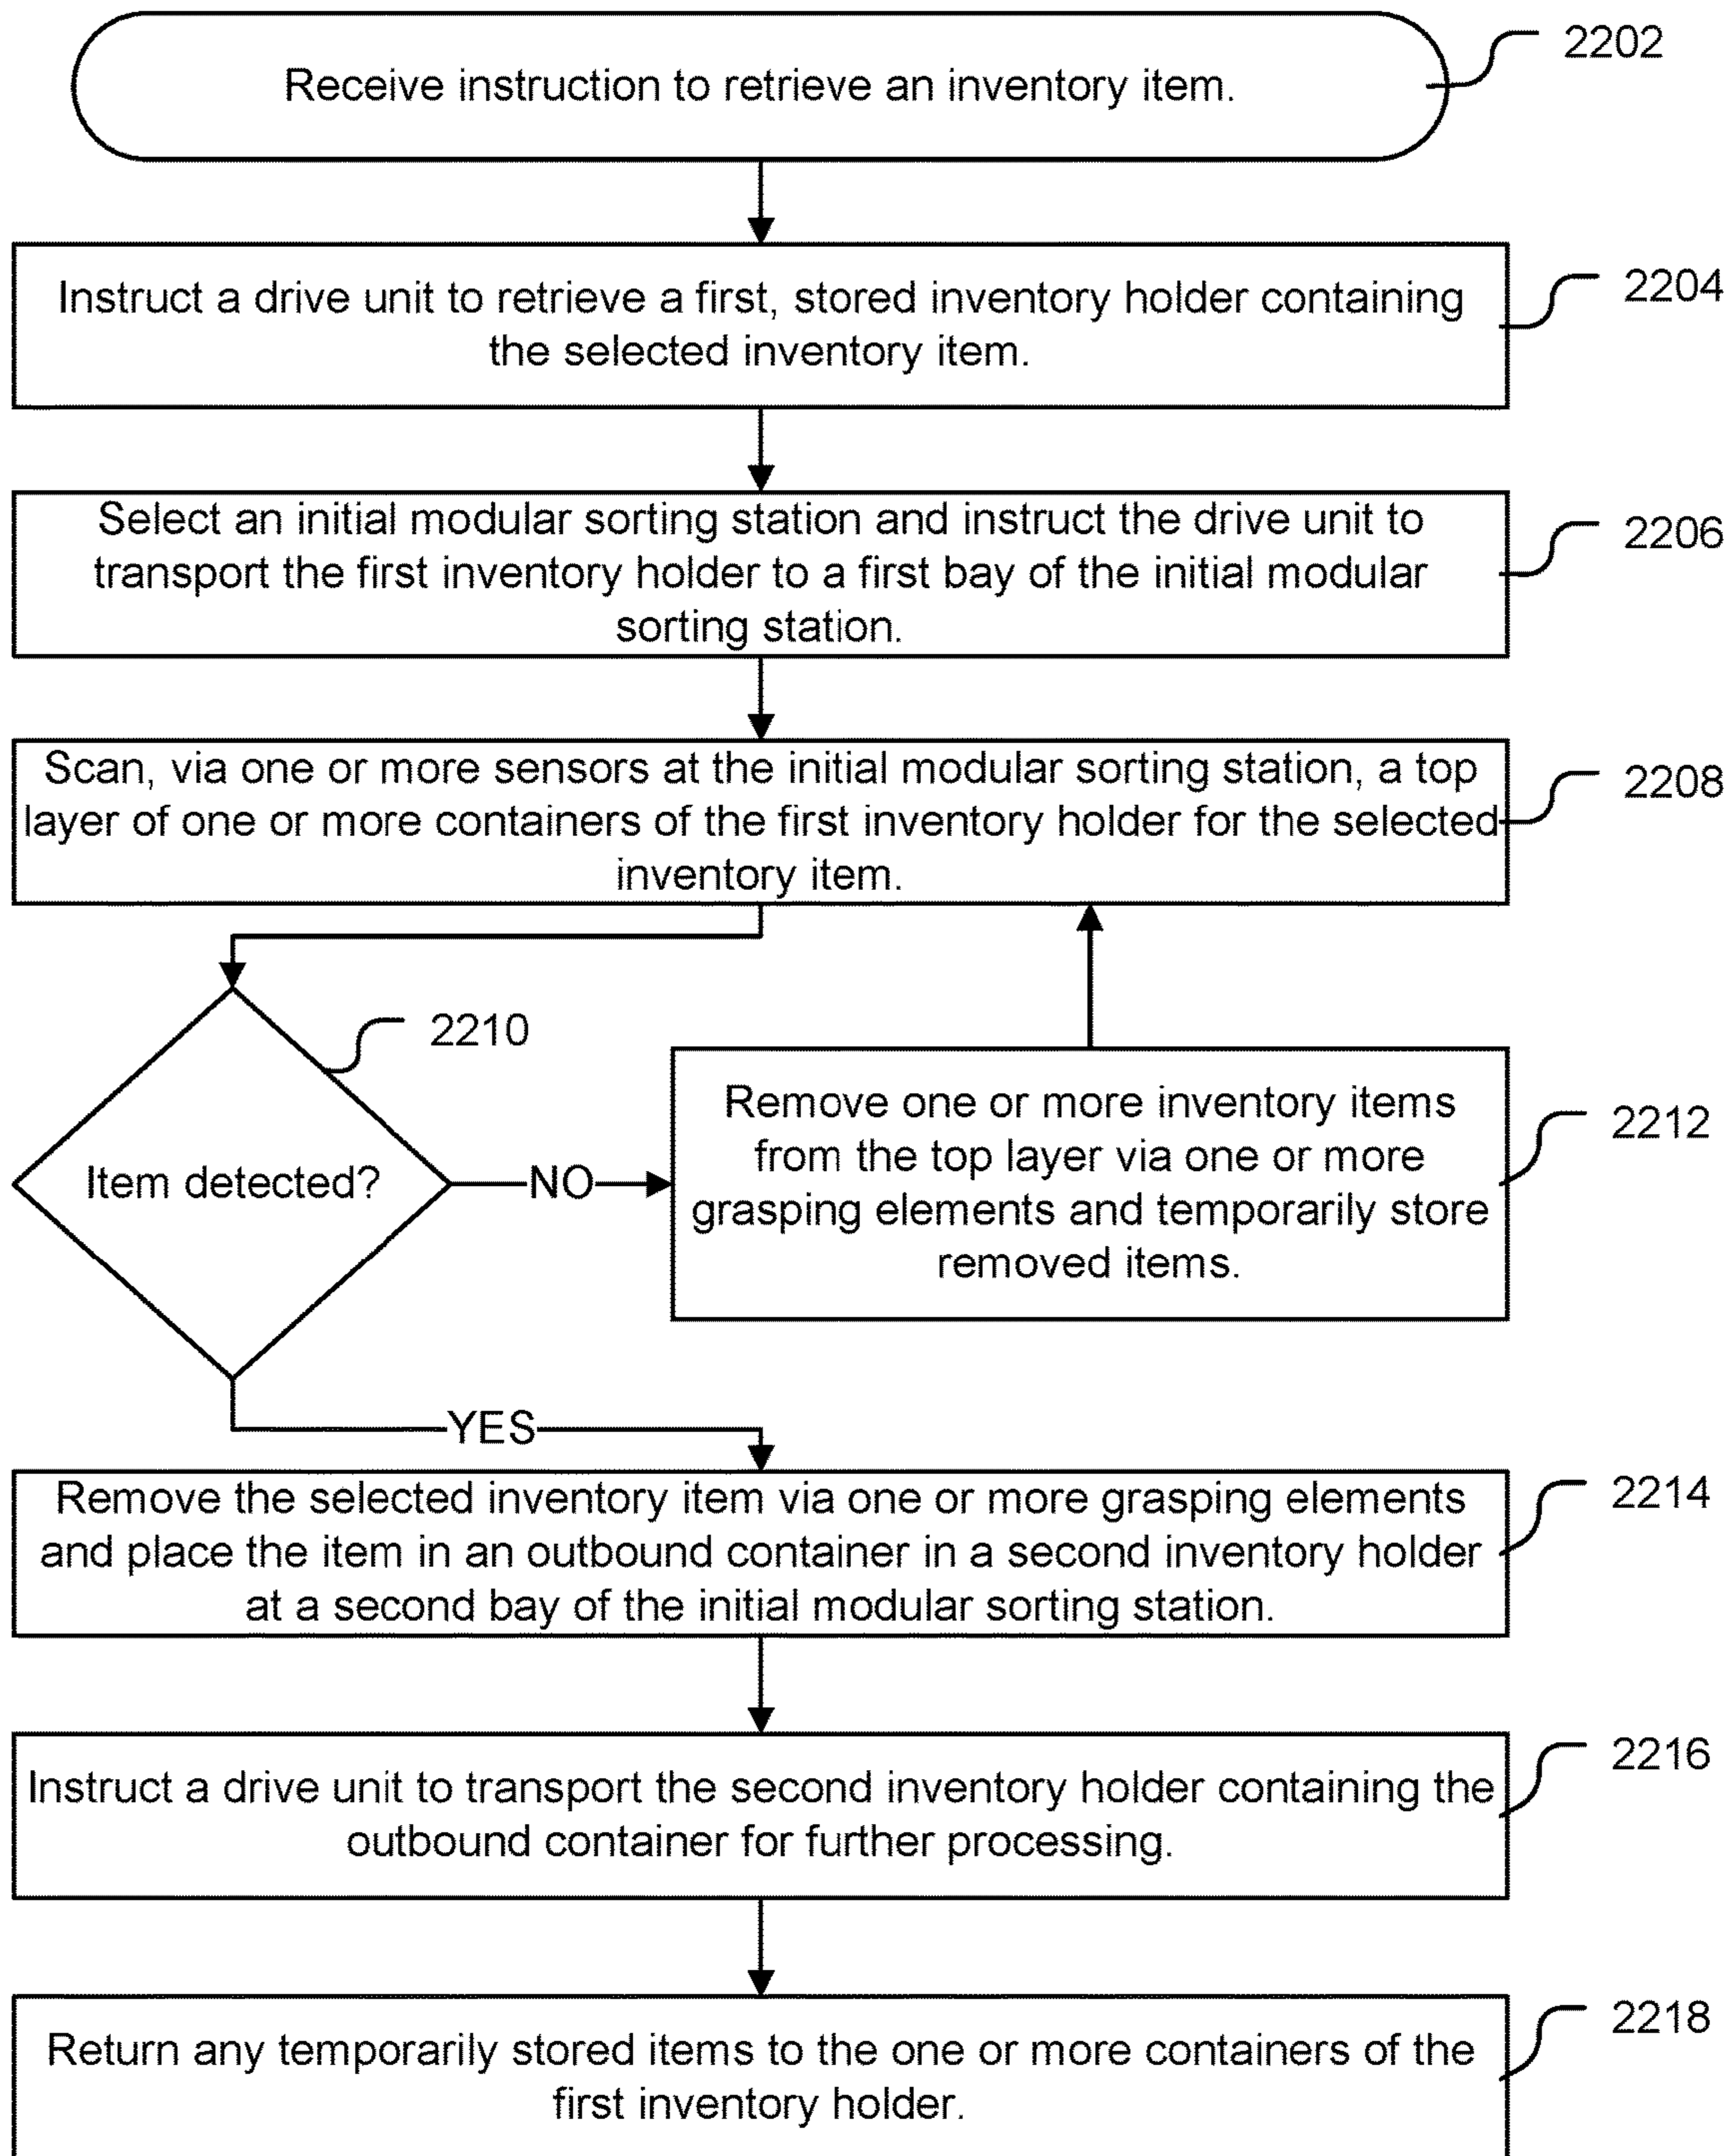 Receive instruction to retrieve an inventory item.
2202
Instruct a drive unit to retrieve a first, stored inventory holder containing
the selected inventory item.
2204
Select an initial modular sorting station and instruct the drive unit to
transport the first inventory holder to a first bay of the initial modular
sorting station.
2206
Scan, via one or more sensors at the initial modular sorting station, a top
layer of one or more containers of the first inventory holder for the selected
inventory item.
2208
Item detected?
2210
NO
Remove one or more inventory items
from the top layer via one or more
grasping elements and temporarily store
removed items.
2212
YES
Remove the selected inventory item via one or more grasping elements
and place the item in an outbound container in a second inventory holder
at a second bay of the initial modular sorting station.
2214
Instruct a drive unit to transport the second inventory holder containing the
outbound container for further processing.
2216
Return any temporarily stored items to the one or more containers of the
first inventory holder.
2218